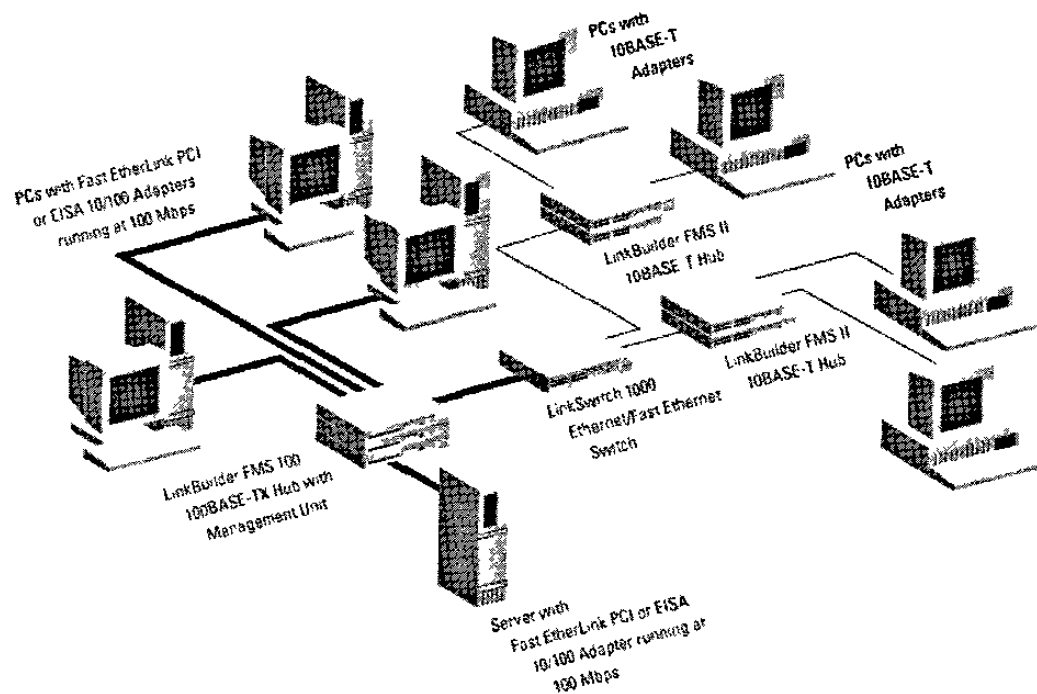 PCs with
10BASE-T
Adapters
PCs with Fast EtherLink PCI
or EISA 10/100 Adapters
running at 100 Mbps
PCs with
10BASE-T
Adapters
LinkBuilder FMS II
10BASE-T Hub
LinkBuilder FMS II
10BASE-T Hub
LinkSwitch 1000
Ethernet/Fast Ethernet
Switch
LinkBuilder FMS 100
100BASE-TX Hub with
Management Unit
Server with
Fast EtherLink PCI or EISA
10/100 Adapter running at
100 Mbps